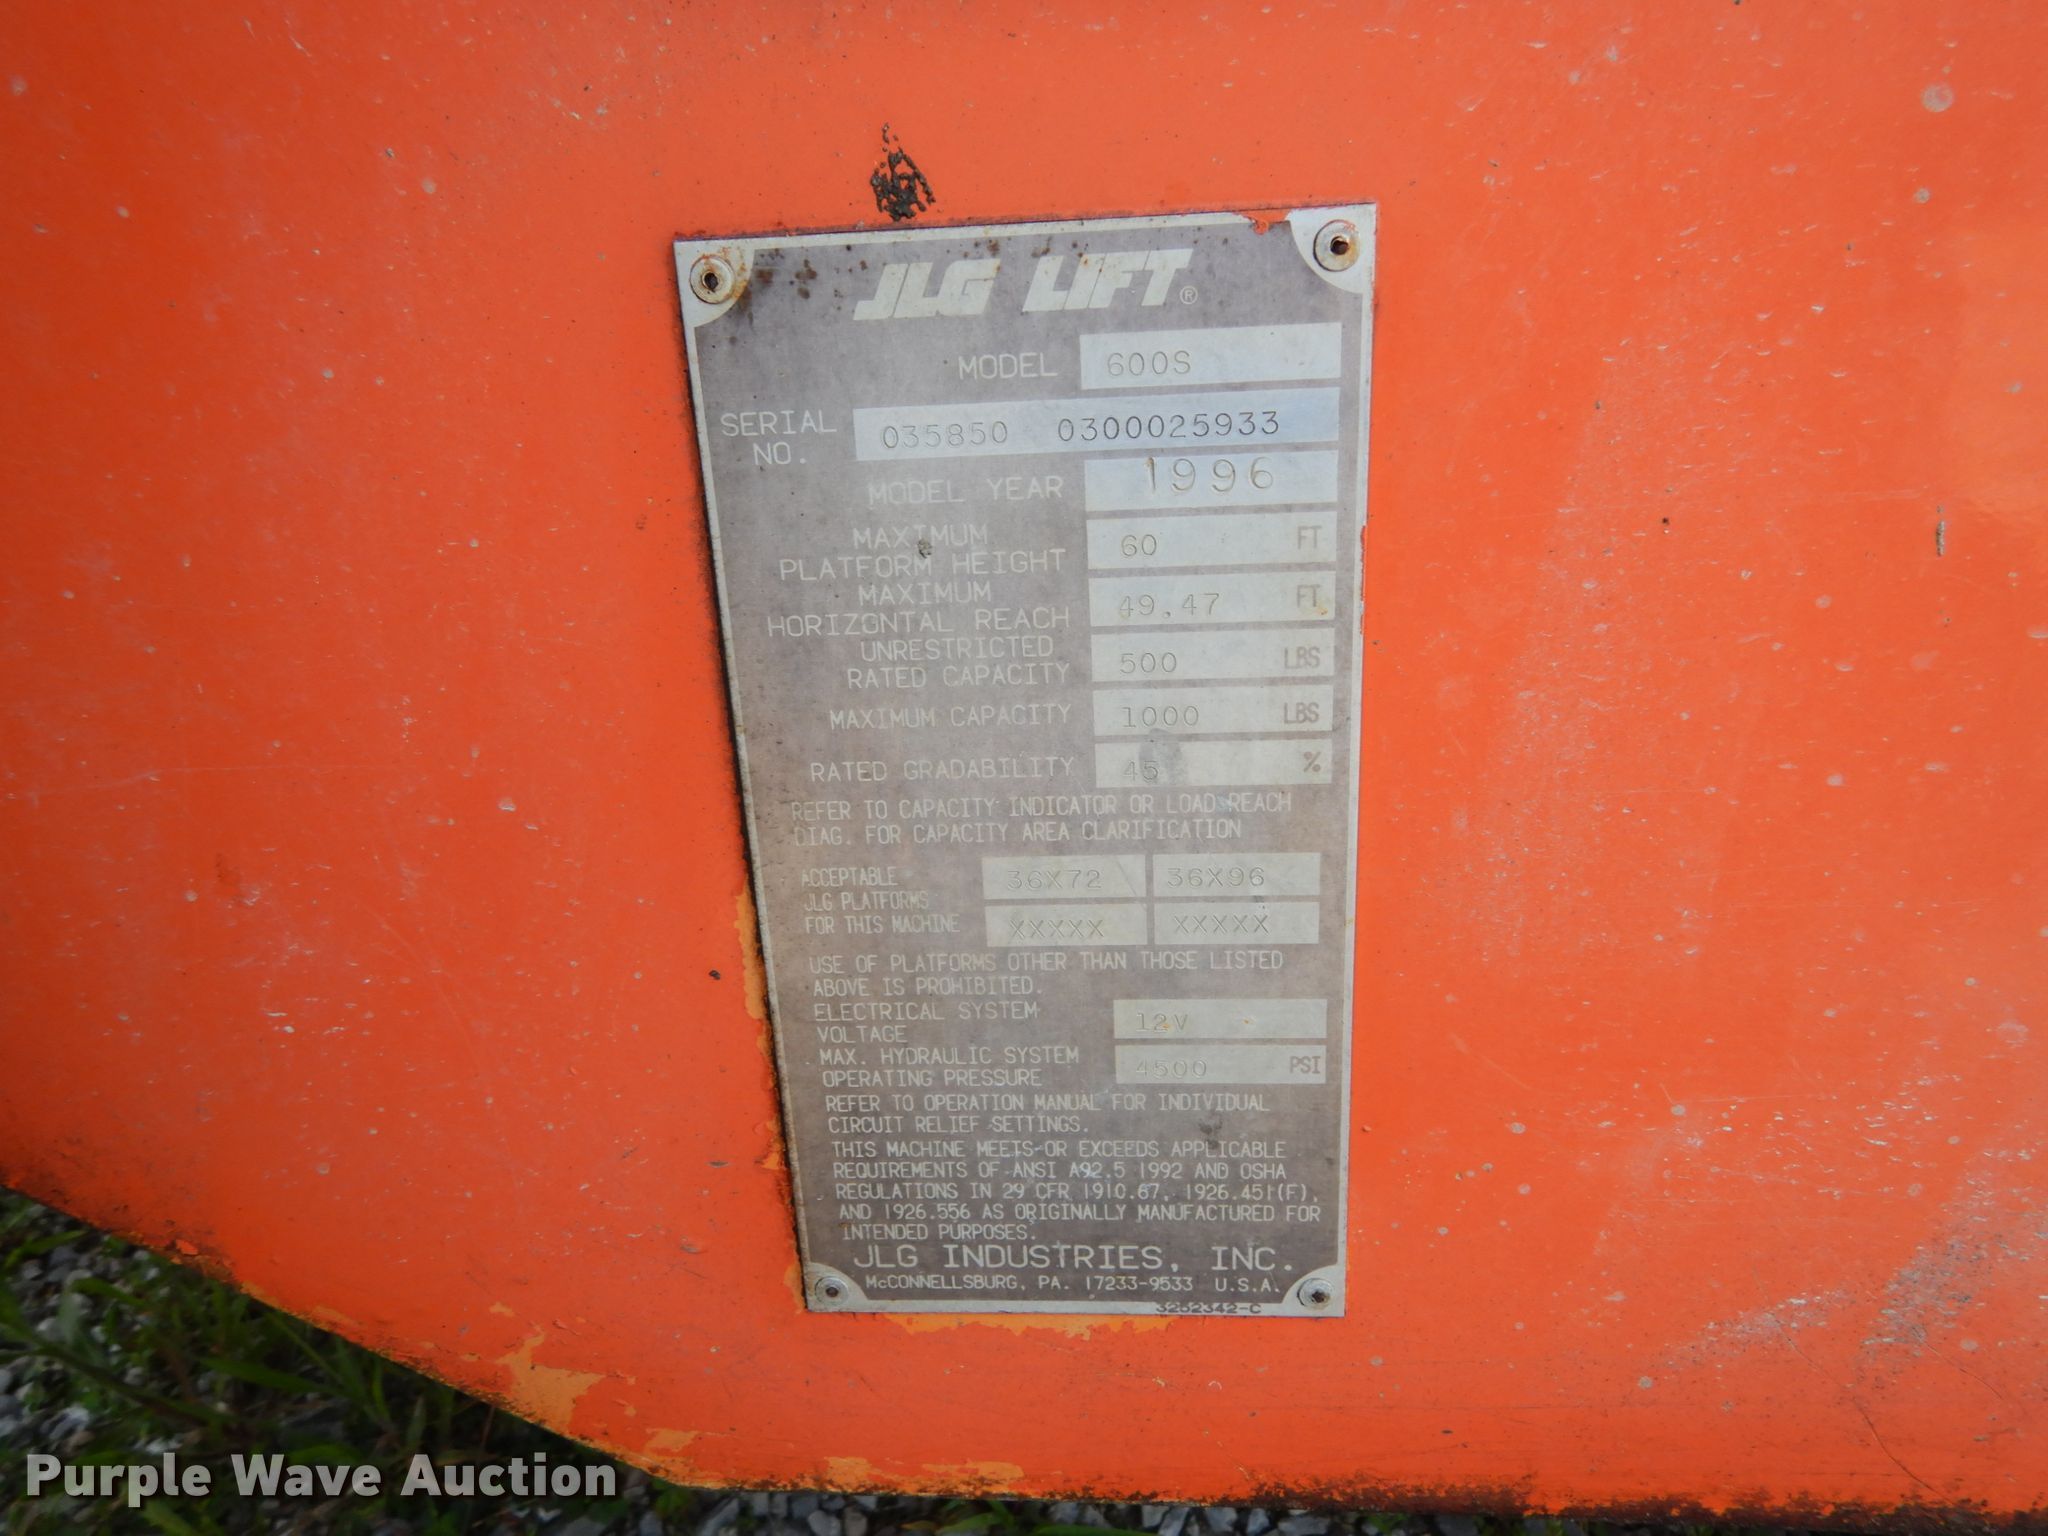 JLG LIFT®
MODEL 600S
SERIAL NO. 035850 0300025933
MODEL YEAR 1996
MAXIMUM PLATFORM HEIGHT 60 FT
MAXIMUM HORIZONTAL REACH 49.47 FT
UNRESTRICTED RATED CAPACITY 500 LBS
MAXIMUM CAPACITY 1000 LBS
RATED GRADABILITY 45 %
REFER TO CAPACITY INDICATOR OR LOAD REACH
DIAG. FOR CAPACITY AREA CLARIFICATION
ACCEPTABLE JLG PLATFORMS FOR THIS MACHINE
36X72 36X96
XXXXX XXXXX
USE OF PLATFORMS OTHER THAN THOSE LISTED
ABOVE IS PROHIBITED.
ELECTRICAL SYSTEM VOLTAGE 12V
MAX. HYDRAULIC SYSTEM OPERATING PRESSURE 4500 PSI
REFER TO OPERATION MANUAL FOR INDIVIDUAL
CIRCUIT RELIEF SETTINGS.
THIS MACHINE MEETS OR EXCEEDS APPLICABLE
REQUIREMENTS OF ANSI A92.5 1992 AND OSHA
REGULATIONS IN 29 CFR 1910.67, 1926.451(F),
AND 1926.556 AS ORIGINALLY MANUFACTURED FOR
INTENDED PURPOSES.
JLG INDUSTRIES, INC.
McCONNELLSBURG, PA. 17233-9533 U.S.A.
3252342-C
Purple Wave Auction